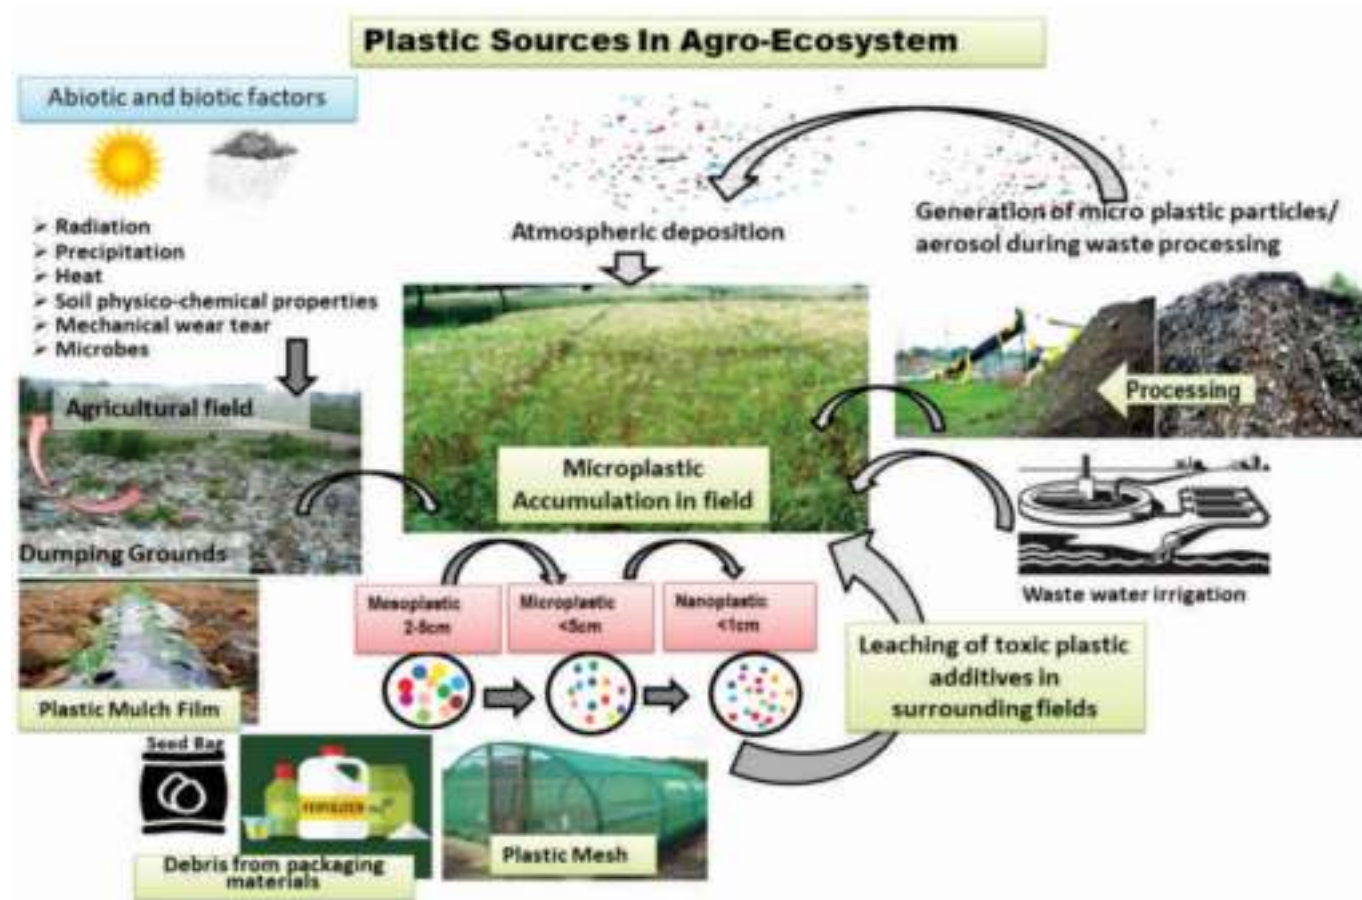 Plastic Sources In Agro-Ecosystem
Abiotic and biotic factors
➢ Radiation
➢ Precipitation
➢ Heat
➢ Soil physico-chemical properties
➢ Mechanical wear tear
➢ Microbes
Atmospheric deposition
Generation of micro plastic particles/
aerosol during waste processing
Processing
Agricultural field
Dumping Grounds
Microplastic
Accumulation in field
Waste water irrigation
Mesoplastic
2-5cm
Microplastic
<5cm
Nanoplastic
<1cm
Leaching of toxic plastic
additives in
surrounding fields
Plastic Mulch Film
Seed Bag
FERTILIZER
Debris from packaging
materials
Plastic Mesh